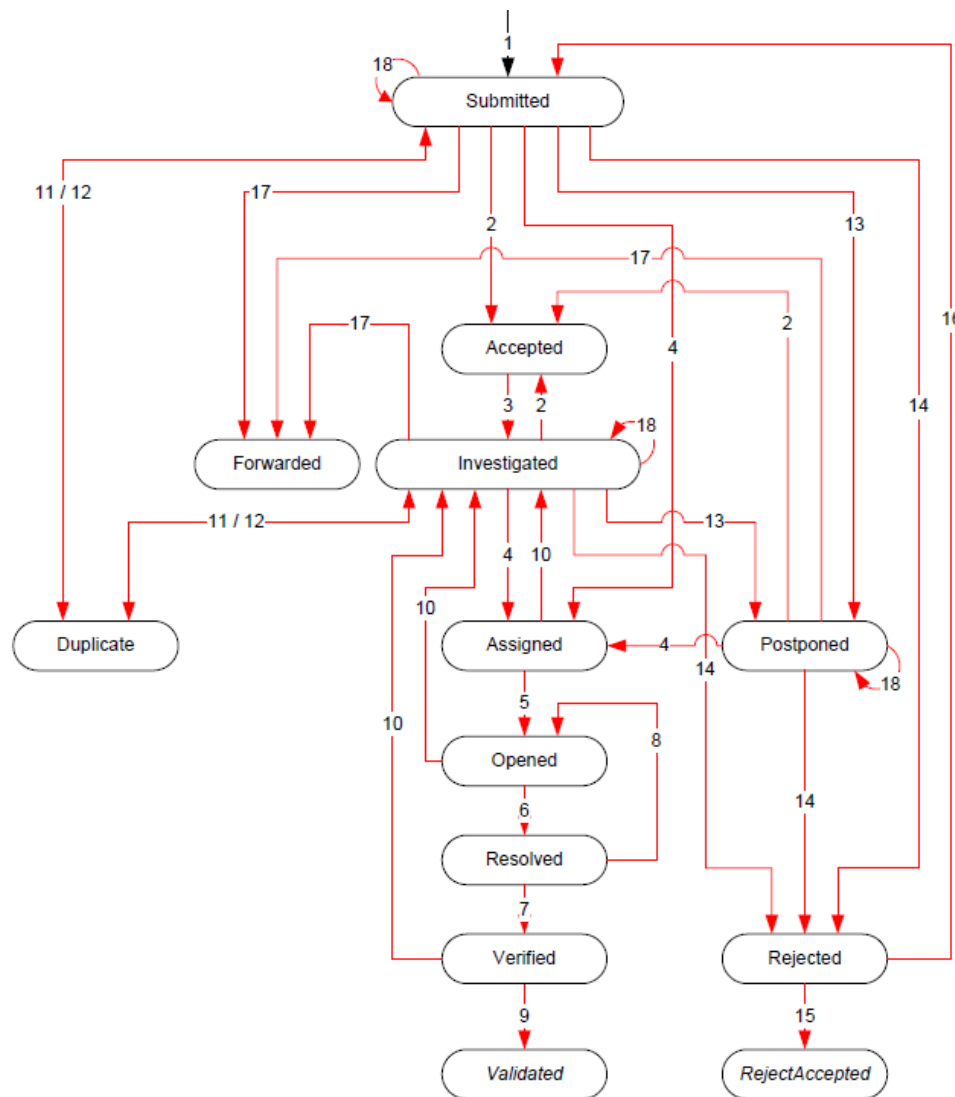 1
18
Submitted
11 / 12
17
2
13
17
17
2
4
16
Accepted
14
3
2
18
Forwarded
Investigated
11 / 12
13
4
10
10
Duplicate
Assigned
4
Postponed
14
18
5
10
8
Opened
6
14
Resolved
7
Verified
Rejected
9
15
Validated
RejectAccepted